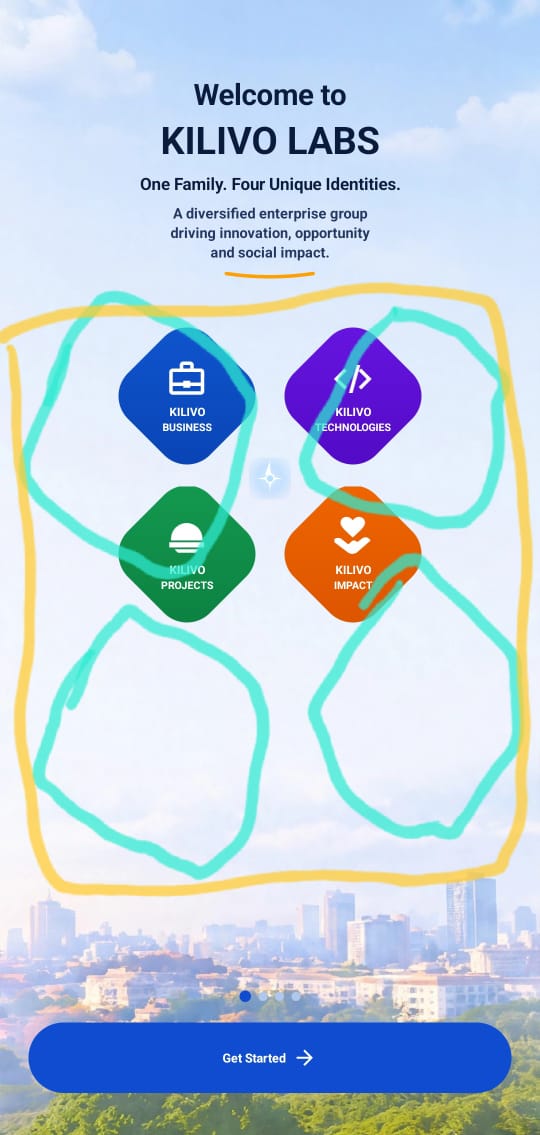 Welcome to
KILIVO LABS
One Family. Four Unique Identities.
A diversified enterprise group
driving innovation, opportunity
and social impact.
KILIVO
BUSINESS
KILIVO
TECHNOLOGIES
KILIVO
PROJECTS
KILIVO
IMPACT
Get Started